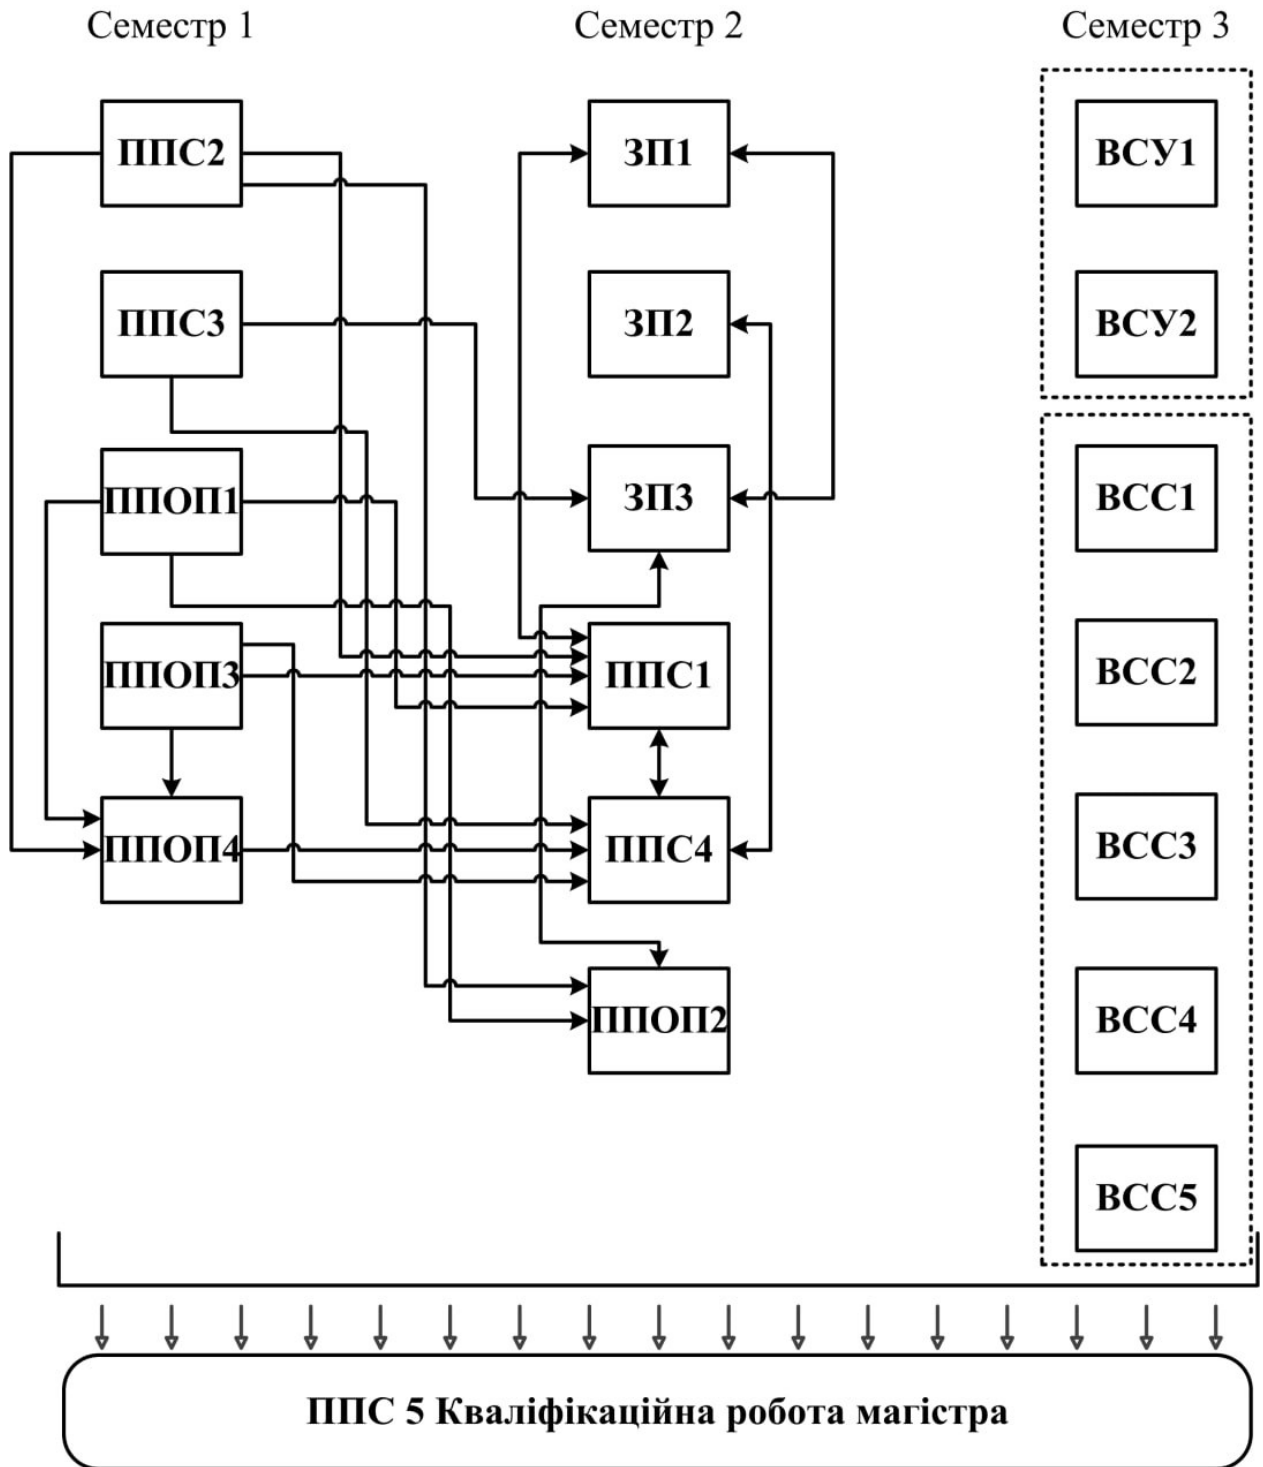 Семестр 1
Семестр 2
Семестр 3
ППС2
ЗП1
ВСУ1
ППС3
ЗП2
ВСУ2
ППОП1
ЗП3
ВСС1
ППОП3
ППС1
ВСС2
ППОП4
ППС4
ВСС3
ППОП2
ВСС4
ВСС5
ППС 5 Кваліфікаційна робота магістра